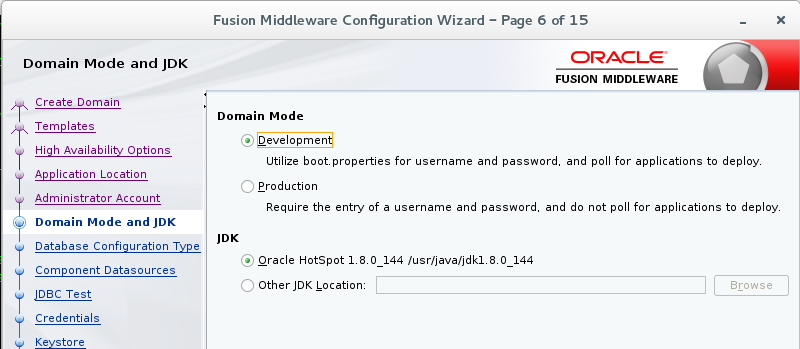 Fusion Middleware Configuration Wizard – Page 6 of 15
Domain Mode and JDK
ORACLE
FUSION MIDDLEWARE
Create Domain
Templates
High Availability Options
Application Location
Administrator Account
Domain Mode and JDK
Database Configuration Type
Component Datasources
JDBC Test
Credentials
Keystore
Domain Mode
Development
Utilize boot.properties for username and password, and poll for applications to deploy.
Production
Require the entry of a username and password, and do not poll for applications to deploy.
JDK
Oracle HotSpot 1.8.0_144 /usr/java/jdk1.8.0_144
Other JDK Location:
Browse